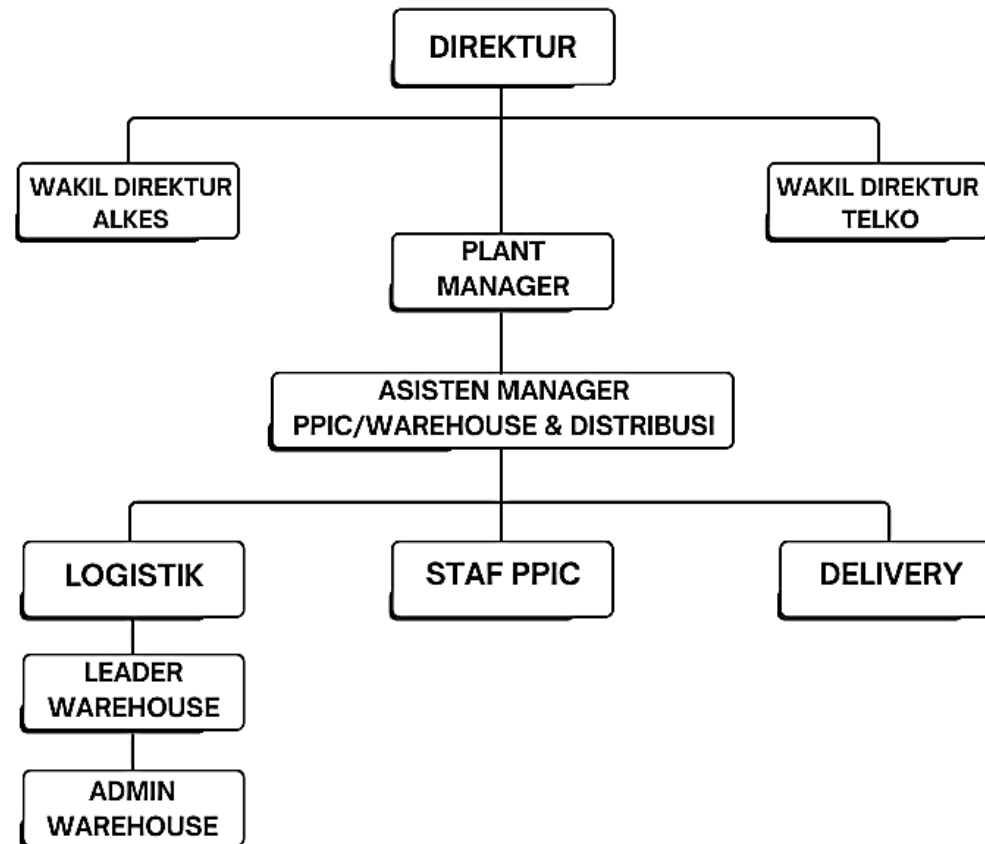 DIREKTUR
WAKIL DIREKTUR
ALKES
WAKIL DIREKTUR
TELKO
PLANT
MANAGER
ASISTEN MANAGER
PPIC/WAREHOUSE & DISTRIBUSI
LOGISTIK
STAF PPIC
DELIVERY
LEADER
WAREHOUSE
ADMIN
WAREHOUSE